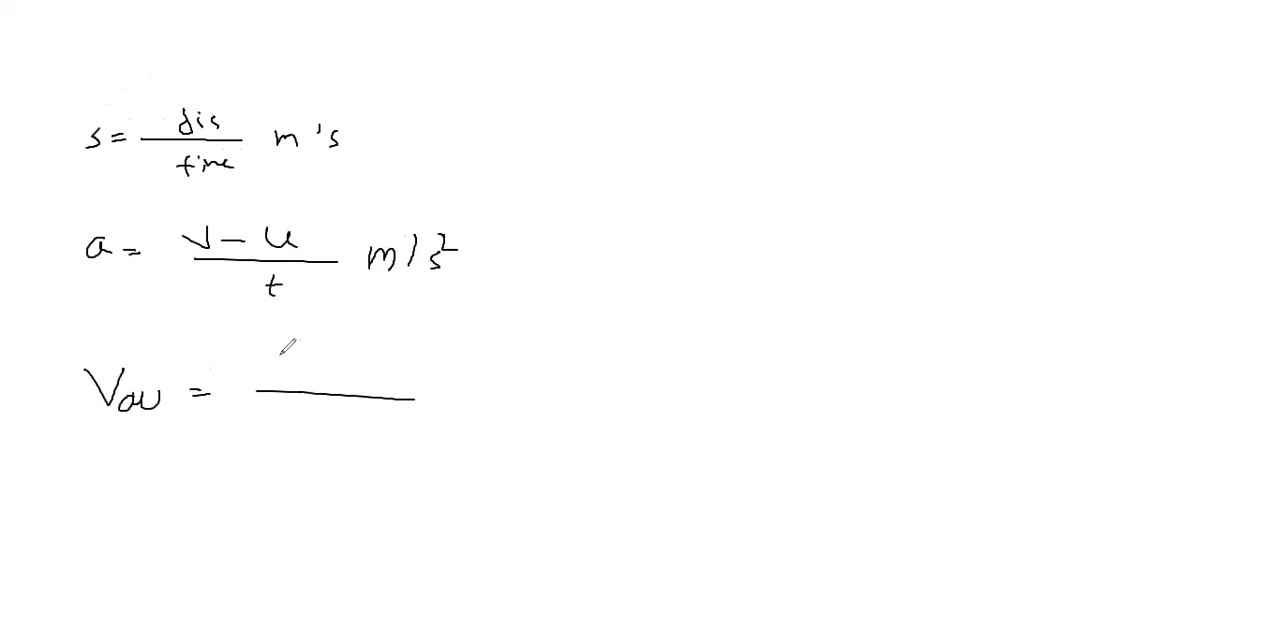 s = dis / time m's
a = v - u / t m/s²
Vav =